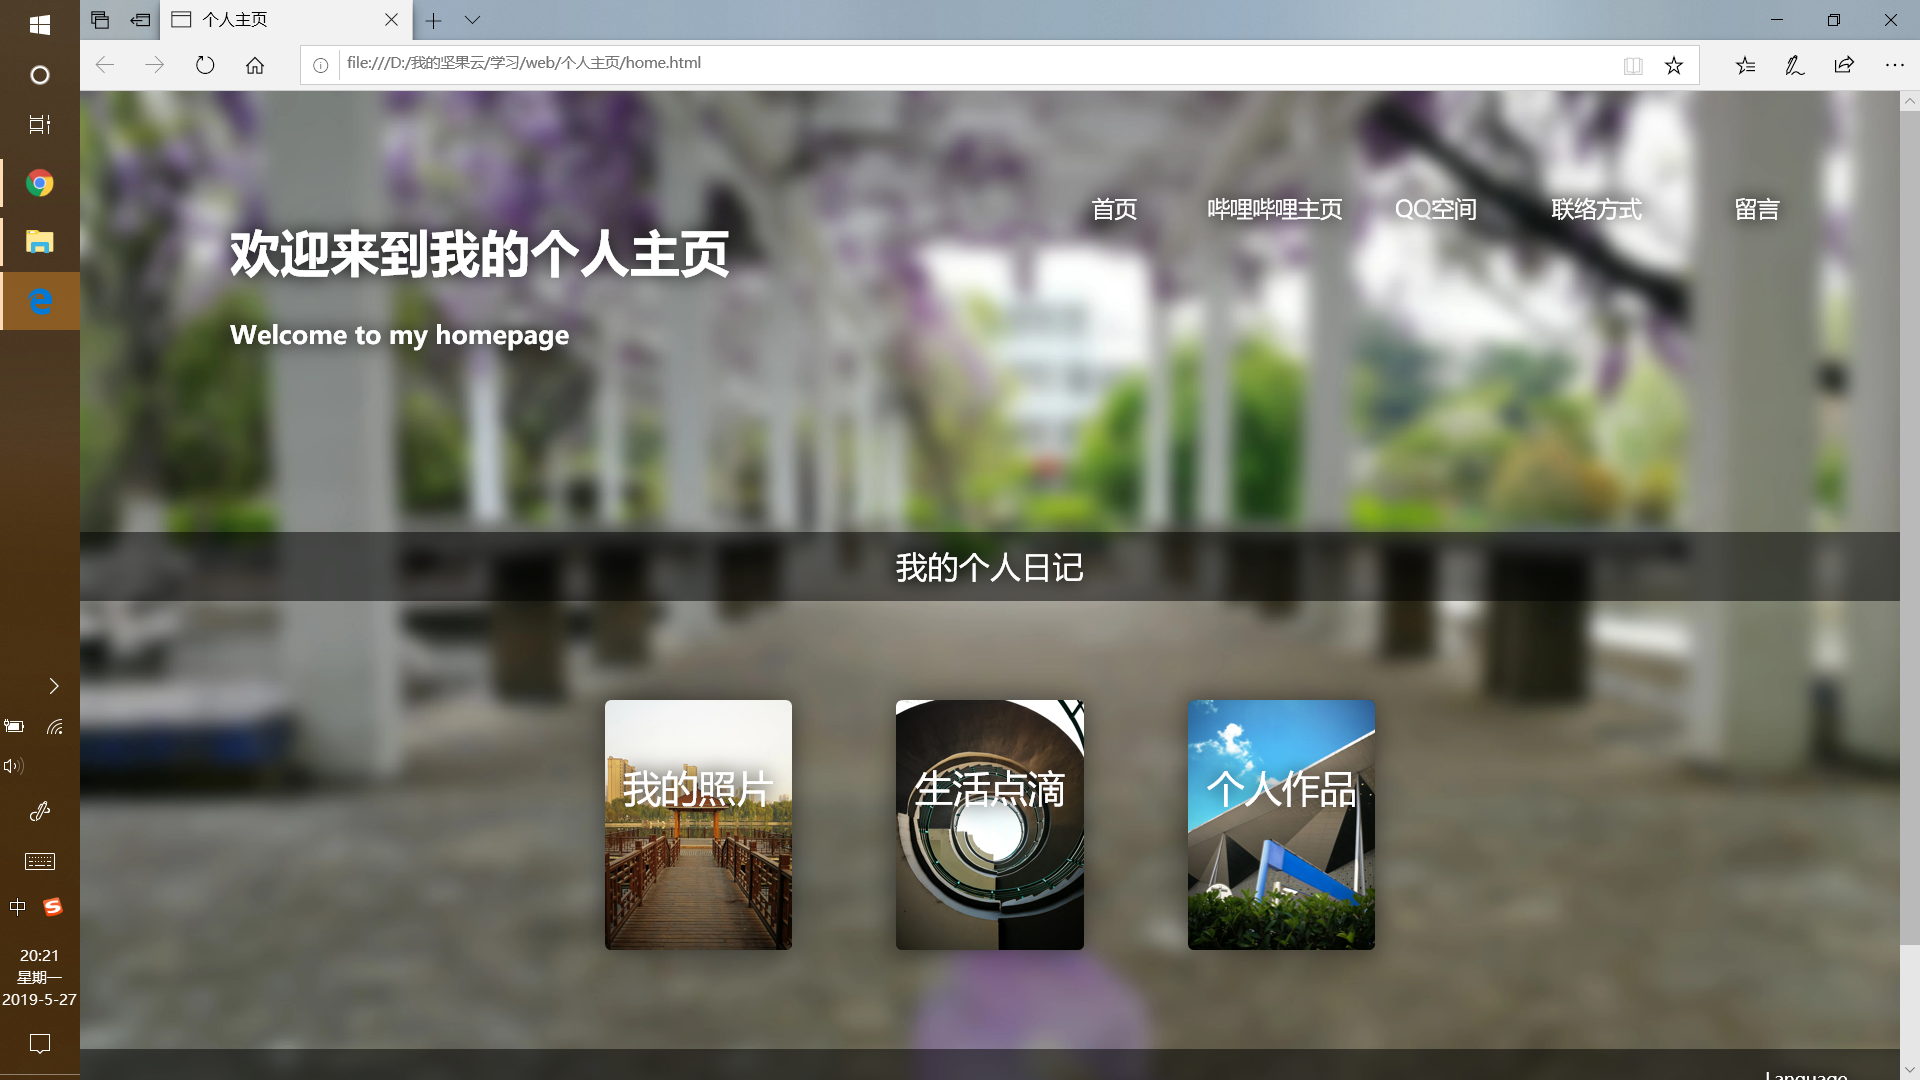 个人主页
file:///D:/我的坚果云/学习/web/个人主页/home.html
首页
哔哩哔哩主页
QQ空间
联络方式
留言
欢迎来到我的个人主页
Welcome to my homepage
我的个人日记
我的照片
生活点滴
个人作品
Language
中
20:21
星期一
2019-5-27